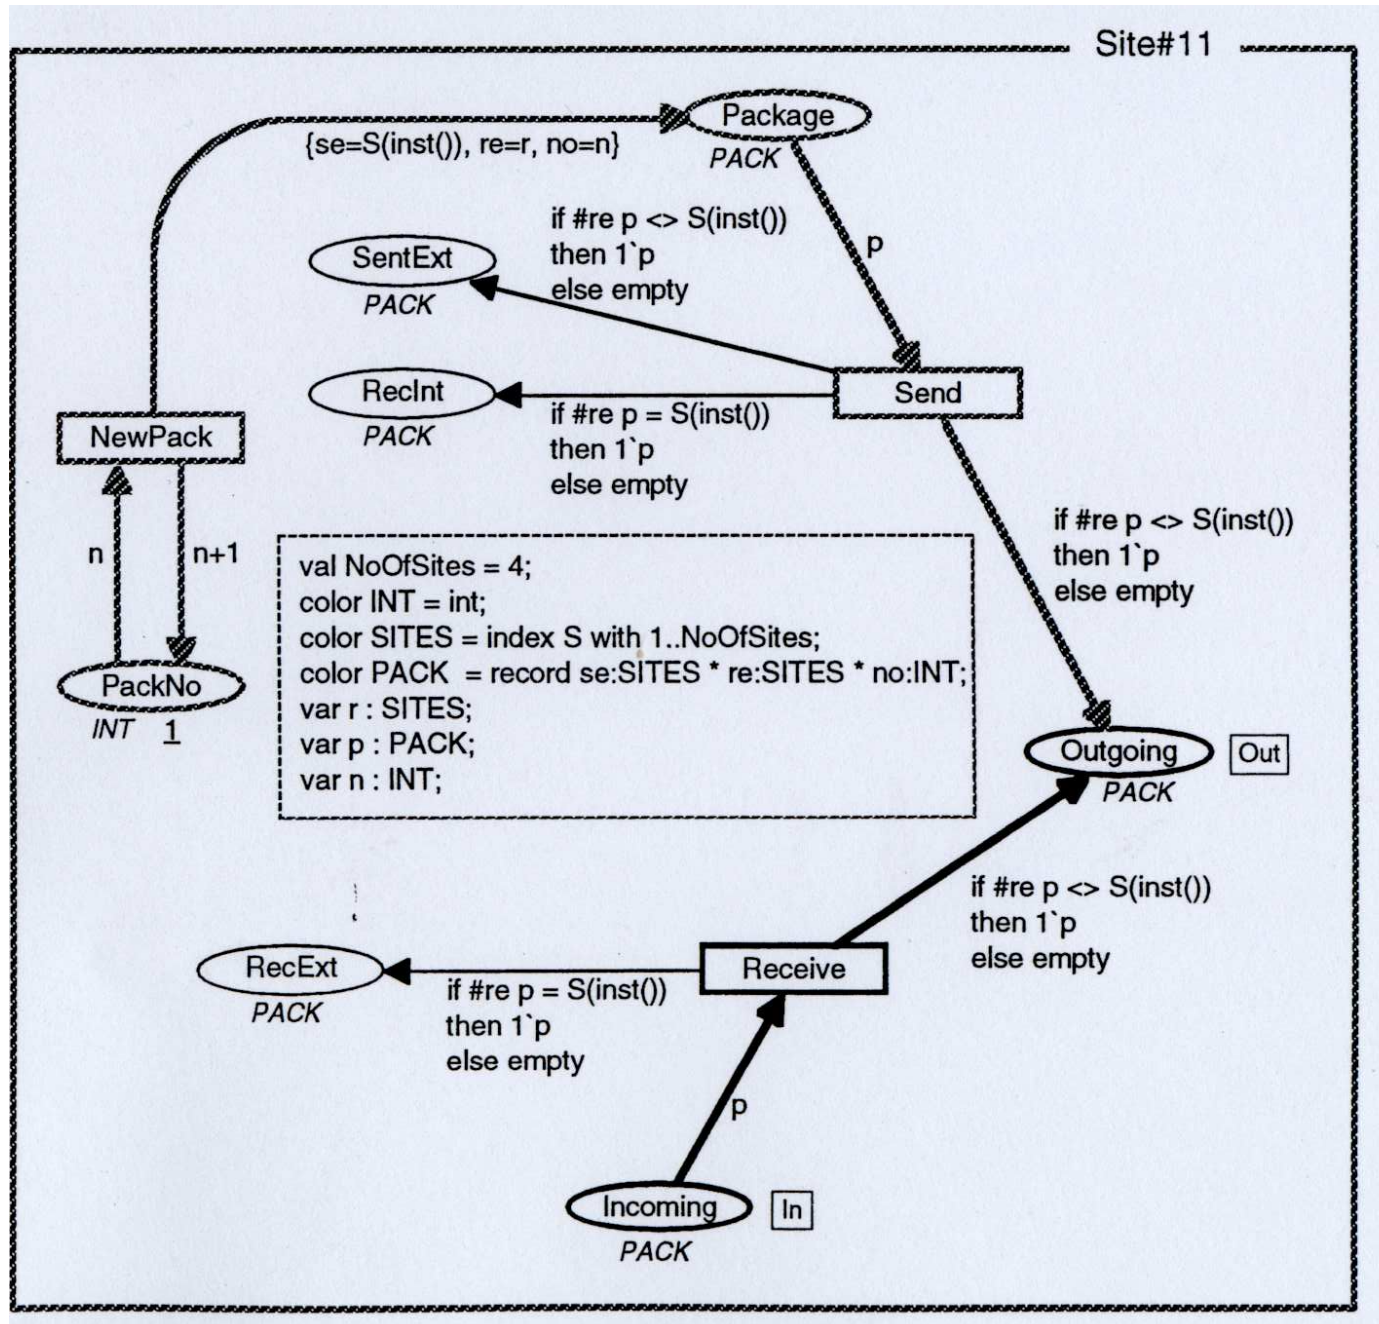 Site#11
Package
{se=S(inst()), re=r, no=n}
PACK
if #re p <> S(inst())
then 1`p
else empty
p
SentExt
PACK
Send
RecInt
PACK
if #re p = S(inst())
then 1`p
else empty
NewPack
n
n+1
if #re p <> S(inst())
then 1`p
else empty
val NoOfSites = 4;
color INT = int;
color SITES = index S with 1..NoOfSites;
color PACK = record se:SITES * re:SITES * no:INT;
var r : SITES;
var p : PACK;
var n : INT;
PackNo
INT 1
Outgoing
Out
PACK
if #re p <> S(inst())
then 1`p
else empty
RecExt
PACK
Receive
if #re p = S(inst())
then 1`p
else empty
p
Incoming
In
PACK